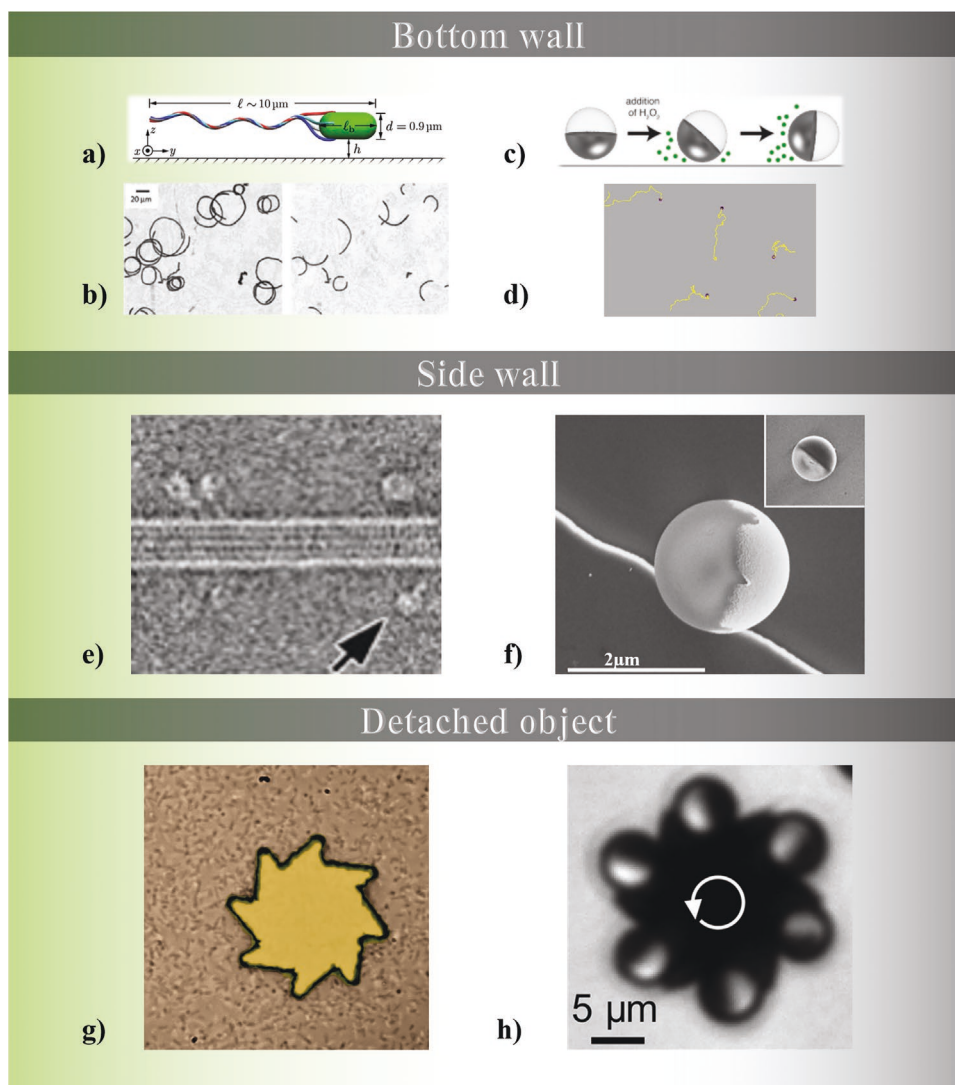 Bottom wall
a)
ℓ ∼ 10 μm
ℓb
d = 0.9 μm
h
z
x
y
c)
addition
of H2O2
b)
20 μm
d)
Side wall
e)
f)
2μm
Detached object
g)
h)
5 μm